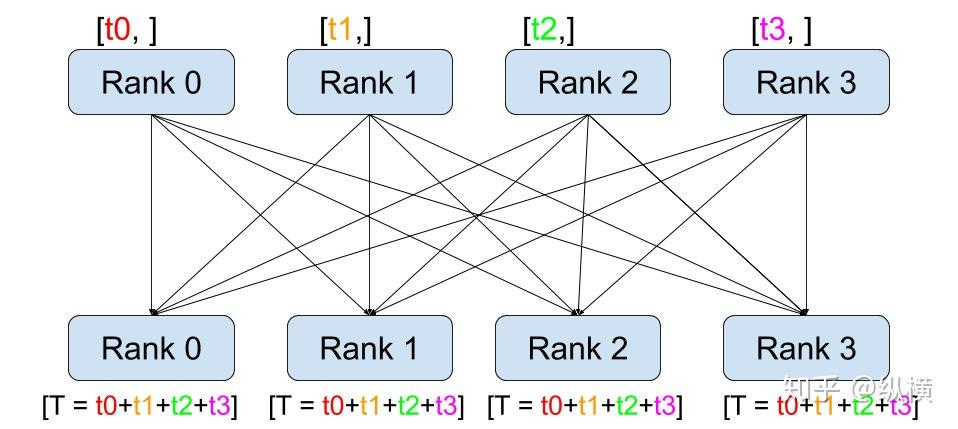 [t0, ] [t1,] [t2,] [t3, ]
Rank 0 Rank 1 Rank 2 Rank 3
Rank 0 Rank 1 Rank 2 Rank 3
知乎 @纵横
[T = t0+t1+t2+t3] [T = t0+t1+t2+t3] [T = t0+t1+t2+t3] [T = t0+t1+t2+t3]